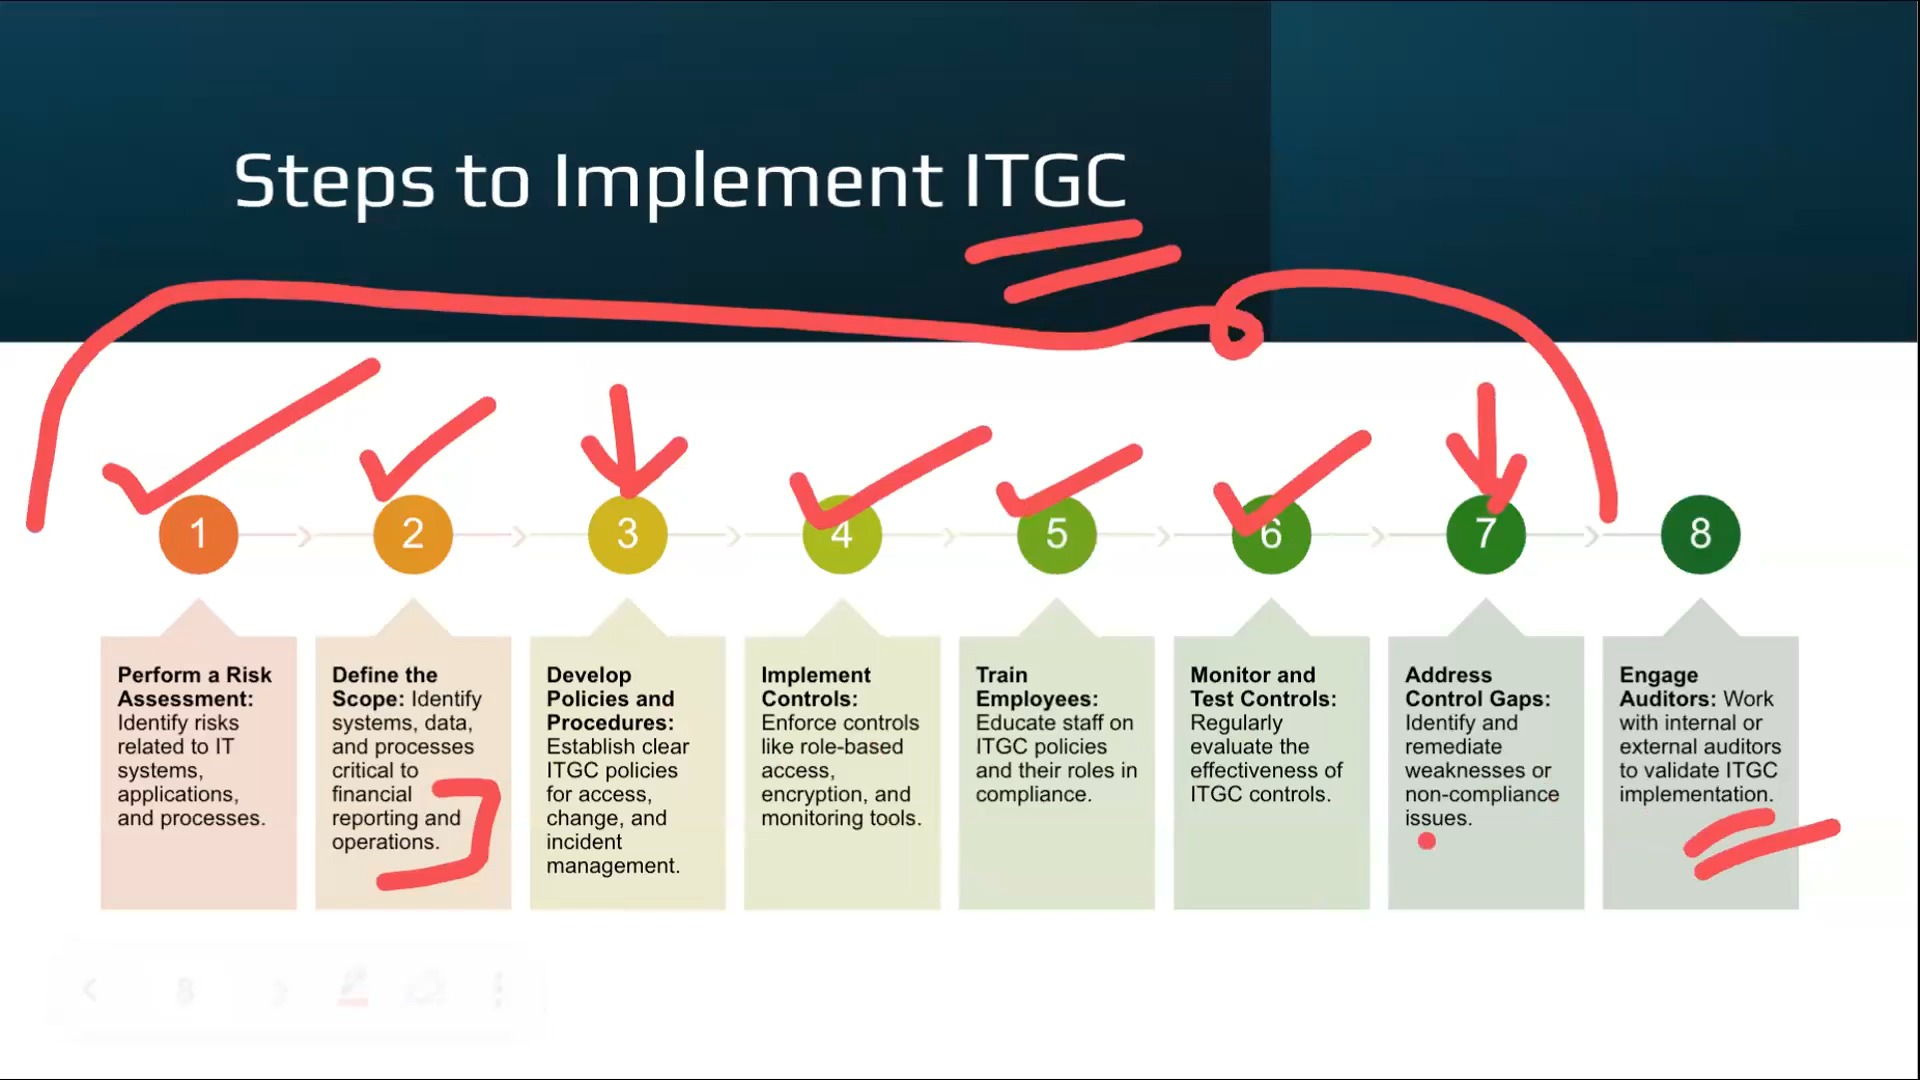 Steps to Implement ITGC
1
2
3
4
5
6
7
8
Perform a Risk
Assessment:
Identify risks
related to IT
systems,
applications,
and processes.
Define the
Scope: Identify
systems, data,
and processes
critical to
financial
reporting and
operations.
Develop
Policies and
Procedures:
Establish clear
ITGC policies
for access,
change, and
incident
management.
Implement
Controls:
Enforce controls
like role-based
access,
encryption, and
monitoring tools.
Train
Employees:
Educate staff on
ITGC policies
and their roles in
compliance.
Monitor and
Test Controls:
Regularly
evaluate the
effectiveness of
ITGC controls.
Address
Control Gaps:
Identify and
remediate
weaknesses or
non-compliance
issues.
Engage
Auditors: Work
with internal or
external auditors
to validate ITGC
implementation.
8